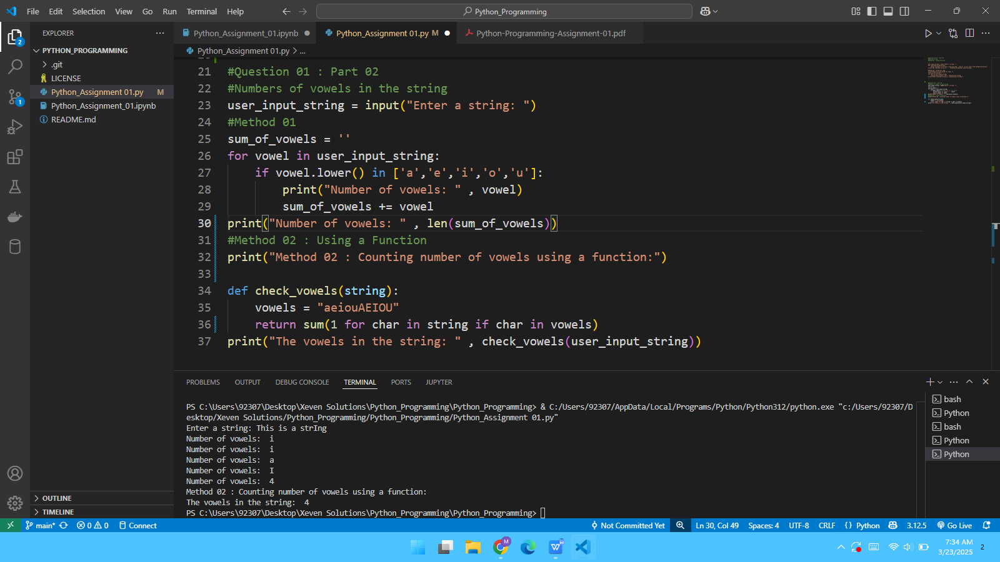 File Edit Selection View Go Run Terminal Help
Python_Programming
EXPLORER
PYTHON_PROGRAMMING
.git
LICENSE
Python_Assignment 01.py M
Python_Assignment_01.ipynb
README.md
OUTLINE
TIMELINE
2
1
Python_Assignment_01.ipynb
Python_Assignment 01.py M
Python-Programming-Assignment-01.pdf
Python_Assignment 01.py > ...
21 #Question 01 : Part 02
22 #Numbers of vowels in the string
23 user_input_string = input("Enter a string: ")
24 #Method 01
25 sum_of_vowels = ''
26 for vowel in user_input_string:
27 if vowel.lower() in ['a','e','i','o','u']:
28 print("Number of vowels: " , vowel)
29 sum_of_vowels += vowel
30 print("Number of vowels: " , len(sum_of_vowels))
31 #Method 02 : Using a Function
32 print("Method 02 : Counting number of vowels using a function:")
33
34 def check_vowels(string):
35 vowels = "aeiouAEIOU"
36 return sum(1 for char in string if char in vowels)
37 print("The vowels in the string: " , check_vowels(user_input_string))
PROBLEMS OUTPUT DEBUG CONSOLE TERMINAL PORTS JUPYTER
PS C:\Users\92307\Desktop\Xeven Solutions\Python_Programming\Python_Programming> & C:/Users/92307/AppData/Local/Programs/Python/Python312/python.exe "c:/Users/92307/D
esktop/Xeven Solutions/Python_Programming/Python_Programming/Python_Assignment 01.py"
Enter a string: This is a strIng
Number of vowels:  i
Number of vowels:  i
Number of vowels:  a
Number of vowels:  I
Number of vowels:  4
Method 02 : Counting number of vowels using a function:
The vowels in the string:  4
PS C:\Users\92307\Desktop\Xeven Solutions\Python_Programming\Python_Programming>
bash
Python
bash
Python
Python
main* 0 0 Connect Not Committed Yet Ln 30, Col 49 Spaces: 4 UTF-8 CRLF {} Python 3.12.5 Go Live
7:34 AM
3/23/2025
2